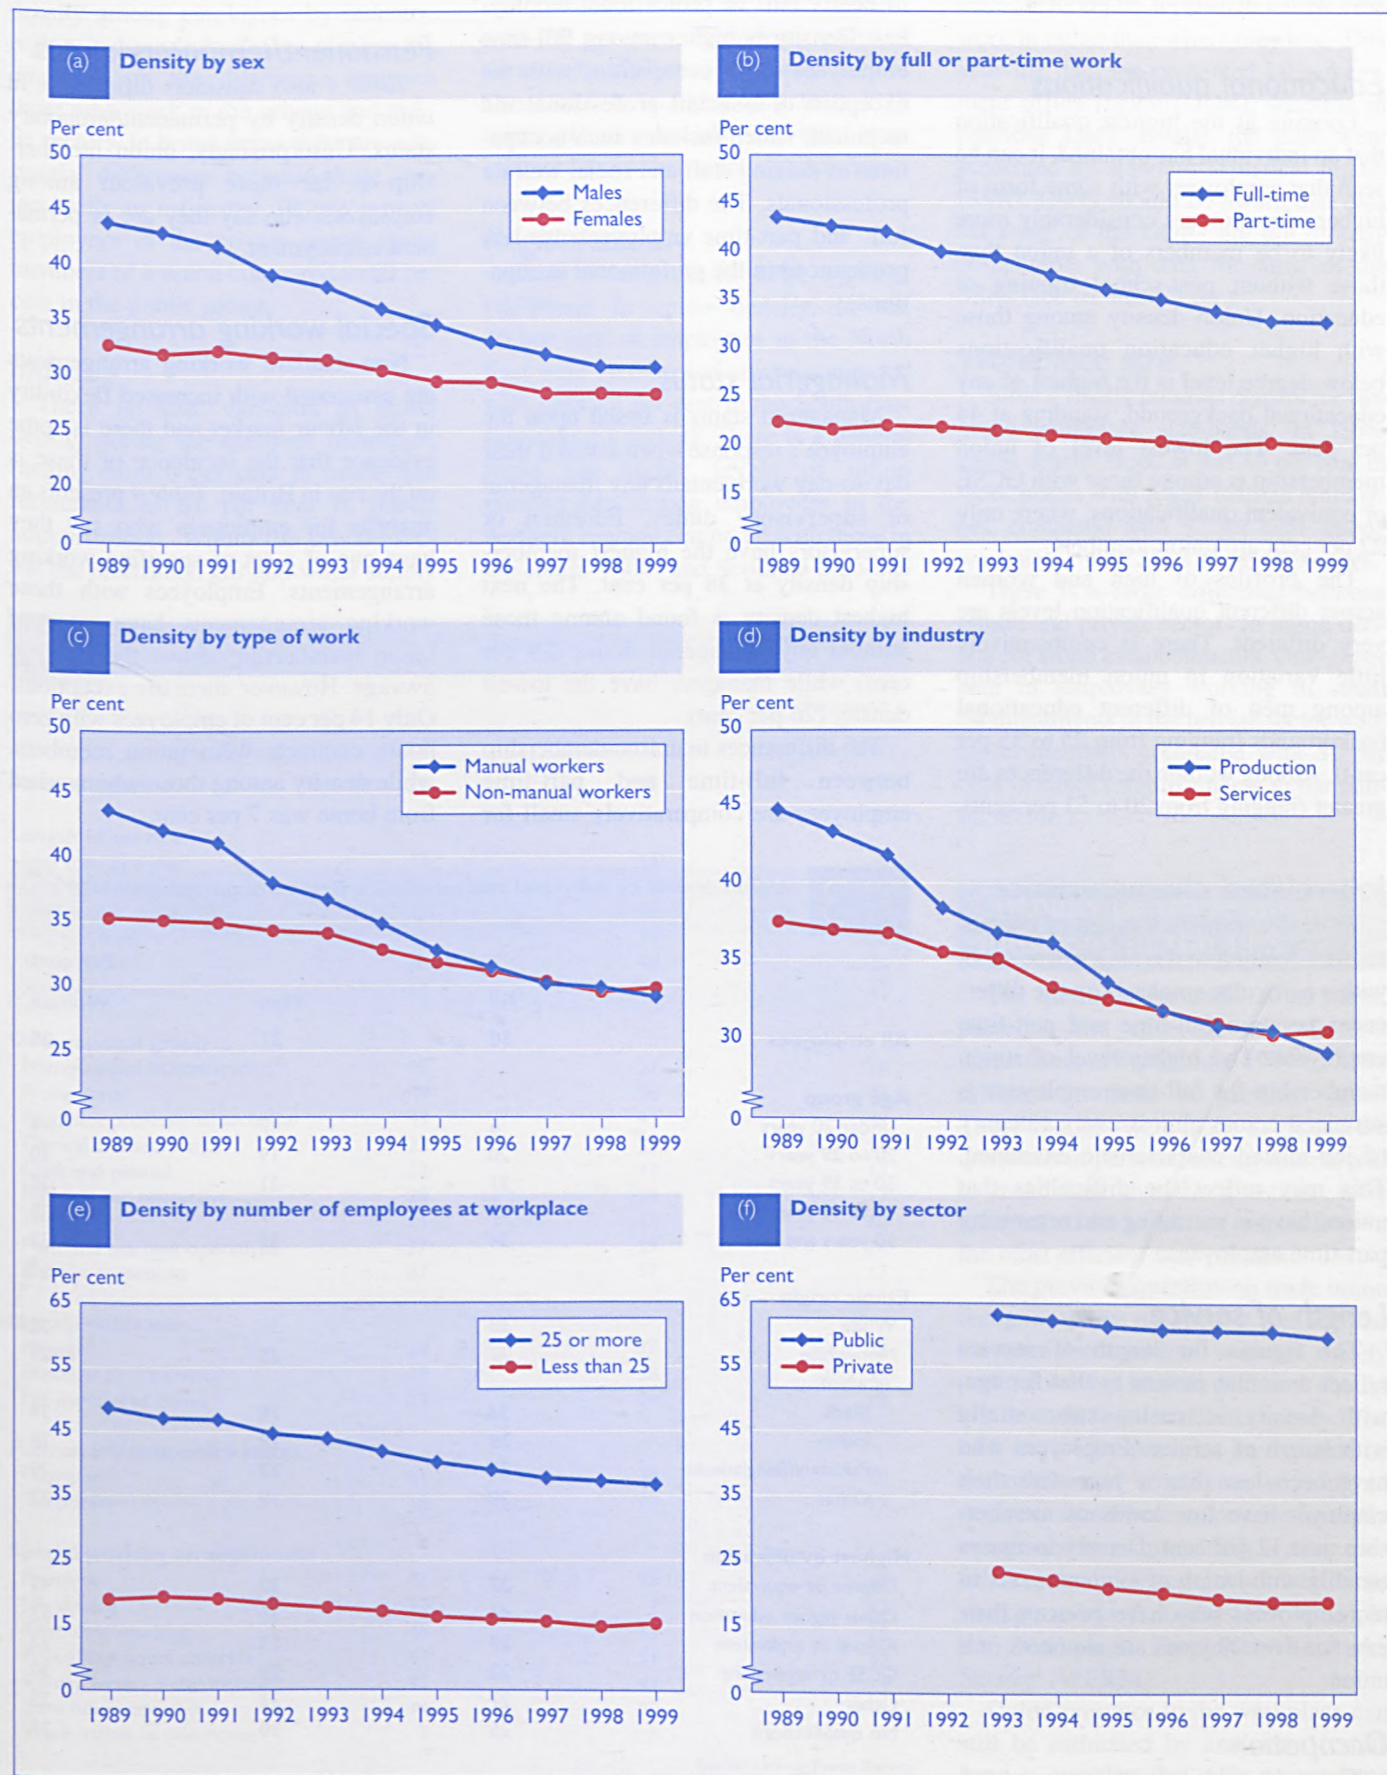 (a) Density by sex
Per cent
50
45
40
35
30
25
20
0
Males
Females
1989 1990 1991 1992 1993 1994 1995 1996 1997 1998 1999
(b) Density by full or part-time work
Per cent
50
45
40
35
30
25
20
15
0
Full-time
Part-time
1989 1990 1991 1992 1993 1994 1995 1996 1997 1998 1999
(c) Density by type of work
Per cent
50
45
40
35
30
25
0
Manual workers
Non-manual workers
1989 1990 1991 1992 1993 1994 1995 1996 1997 1998 1999
(d) Density by industry
Per cent
50
45
40
35
30
0
Production
Services
1989 1990 1991 1992 1993 1994 1995 1996 1997 1998 1999
(e) Density by number of employees at workplace
Per cent
65
55
45
35
25
15
0
25 or more
Less than 25
1989 1990 1991 1992 1993 1994 1995 1996 1997 1998 1999
(f) Density by sector
Per cent
65
55
45
35
25
15
0
Public
Private
1989 1990 1991 1992 1993 1994 1995 1996 1997 1998 1999